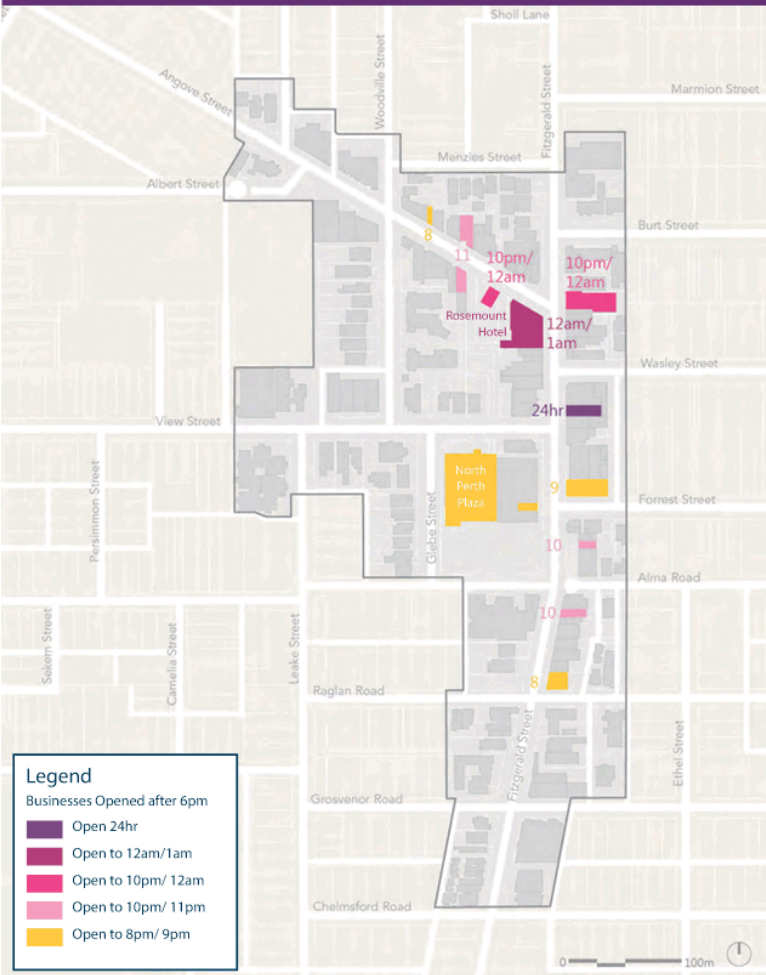 Sholl Lane
Angove Street
Woodville Street
Fitzgerald Street
Marmion Street
Menzies Street
Albert Street
Burt Street
8
11
10pm/
12am
10pm/
12am
Rosemount
Hotel
12am/
1am
Wasley Street
24hr
View Street
North
Perth
Plaza
9
Forrest Street
Persimmon Street
Glebe Street
10
Alma Road
10
Sekem Street
Camelia Street
Leake Street
8
Raglan Road
Fitzgerald Street
Ethel Street
Legend
Businesses Opened after 6pm
Open 24hr
Open to 12am/1am
Open to 10pm/ 12am
Open to 10pm/ 11pm
Open to 8pm/ 9pm
Grosvenor Road
Chelmsford Road
0
100m